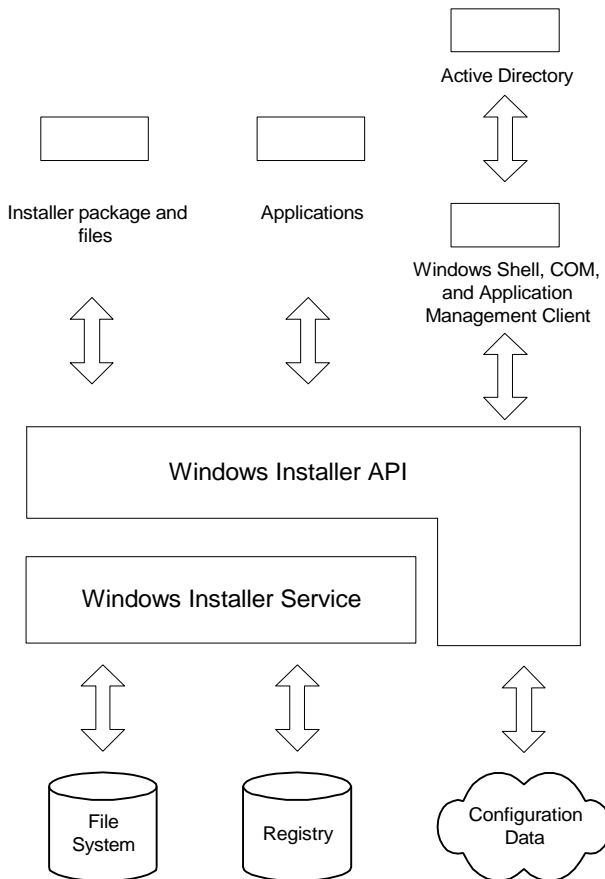 Active Directory
Installer package and
files
Applications
Windows Shell, COM,
and Application
Management Client
Windows Installer API
Windows Installer Service
File
System
Registry
Configuration
Data